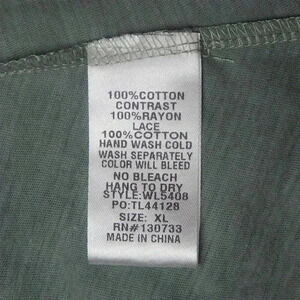 100%COTTON
CONTRAST
100%RAYON
LACE
100%COTTON
HAND WASH COLD
WASH SEPARATELY
COLOR WILL BLEED
NO BLEACH
HANG TO DRY
STYLE:WL5408
PO:TL44128
SIZE: XL
RN#130733
MADE IN CHINA